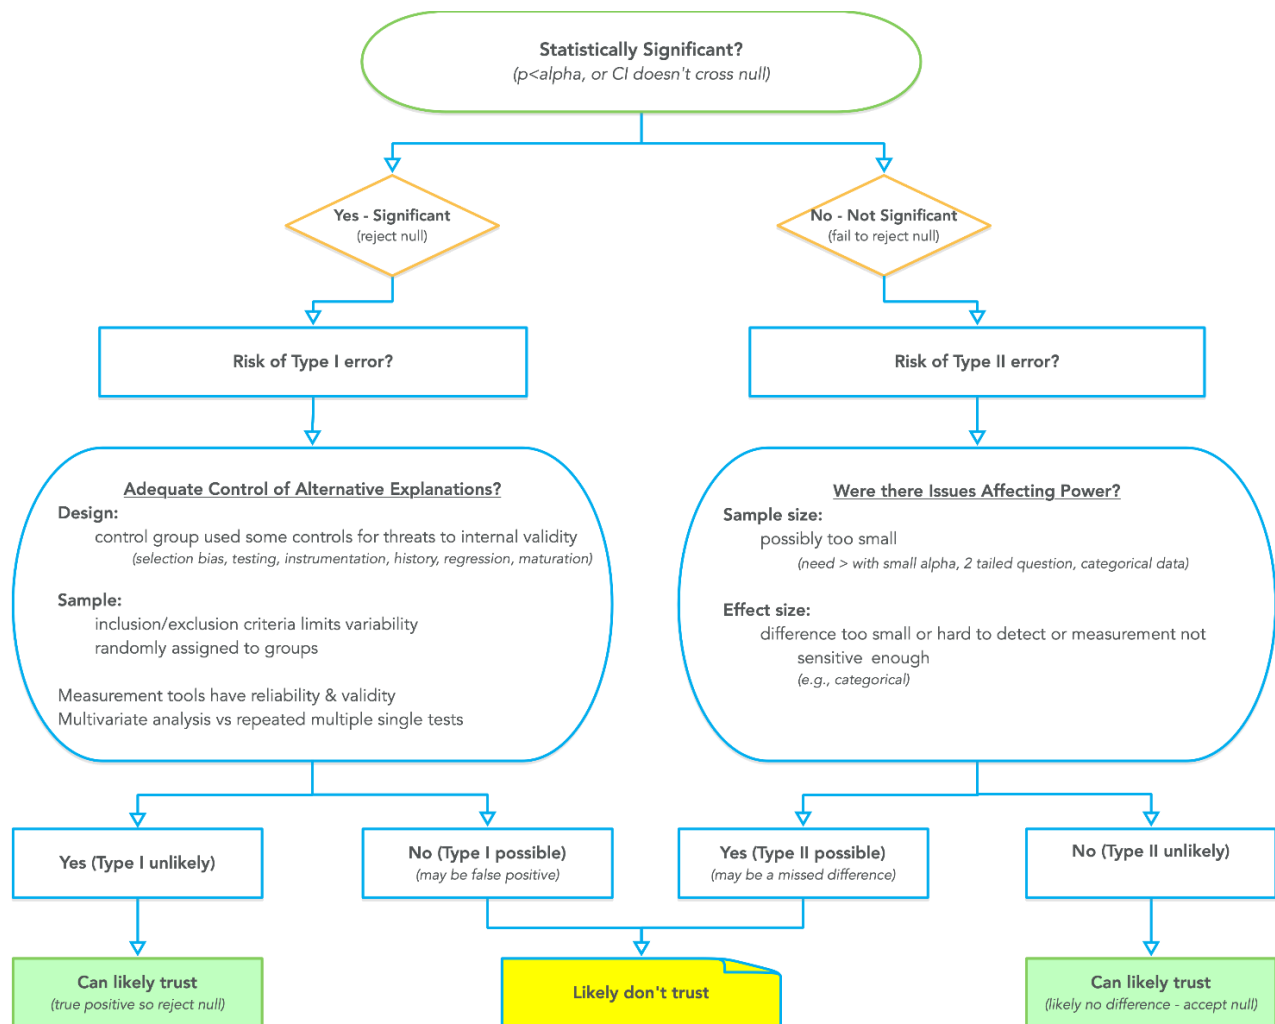 Statistically Significant?
(p<alpha, or CI doesn't cross null)
Yes - Significant
(reject null)
No - Not Significant
(fail to reject null)
Risk of Type I error?
Risk of Type II error?
Adequate Control of Alternative Explanations?
Design:
control group used some controls for threats to internal validity
(selection bias, testing, instrumentation, history, regression, maturation)
Sample:
inclusion/exclusion criteria limits variability
randomly assigned to groups
Measurement tools have reliability & validity
Multivariate analysis vs repeated multiple single tests
Were there Issues Affecting Power?
Sample size:
possibly too small
(need > with small alpha, 2 tailed question, categorical data)
Effect size:
difference too small or hard to detect or measurement not
sensitive enough
(e.g., categorical)
Yes (Type I unlikely)
No (Type I possible)
(may be false positive)
Yes (Type II possible)
(may be a missed difference)
No (Type II unlikely)
Can likely trust
(true positive so reject null)
Likely don't trust
Can likely trust
(likely no difference - accept null)